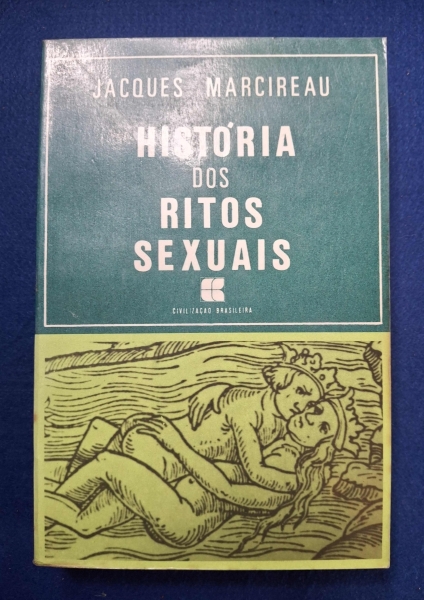 JACQUES MARCIREAU
HISTÓRIA
DOS
RITOS
SEXUAIS
CIVILIZAÇÃO BRASILEIRA